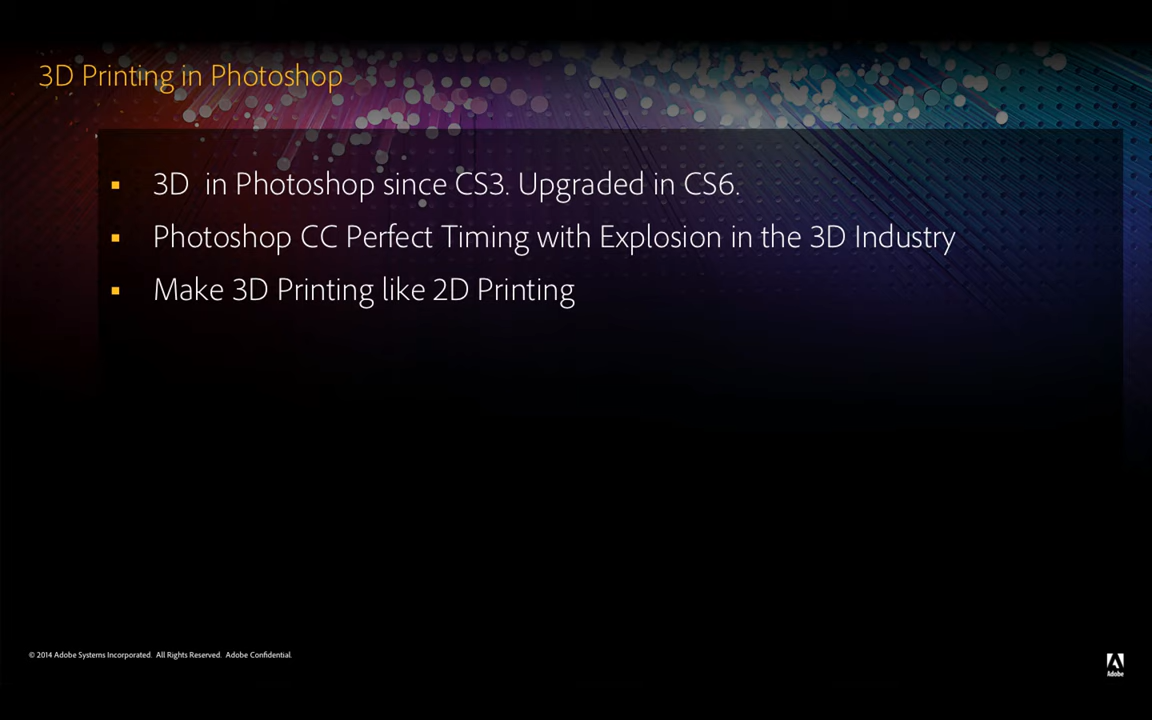 3D Printing in Photoshop
▪ 3D  in Photoshop since CS3. Upgraded in CS6.
▪ Photoshop CC Perfect Timing with Explosion in the 3D Industry
▪ Make 3D Printing like 2D Printing
© 2014 Adobe Systems Incorporated.  All Rights Reserved.  Adobe Confidential.
Adobe